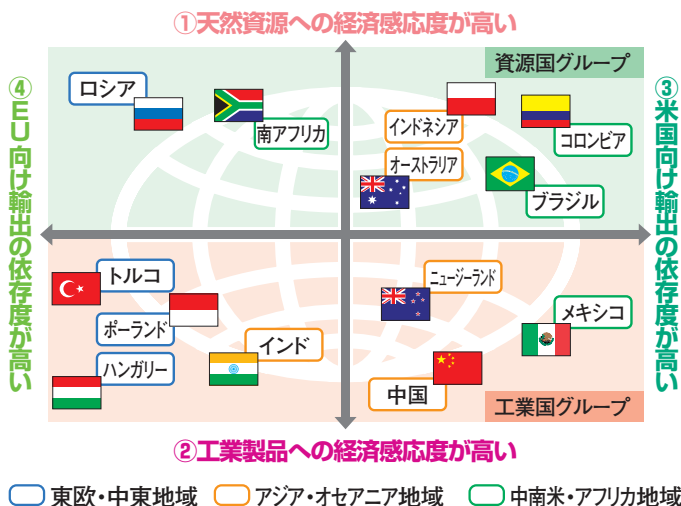 ①天然資源への経済感応度が高い
資源国グループ
④EU向け輸出の依存度が高い
③米国向け輸出の依存度が高い
ロシア
南アフリカ
インドネシア
コロンビア
オーストラリア
ブラジル
トルコ
ニュージーランド
ポーランド
メキシコ
インド
ハンガリー
中国
工業国グループ
②工業製品への経済感応度が高い
東欧・中東地域
アジア・オセアニア地域
中南米・アフリカ地域